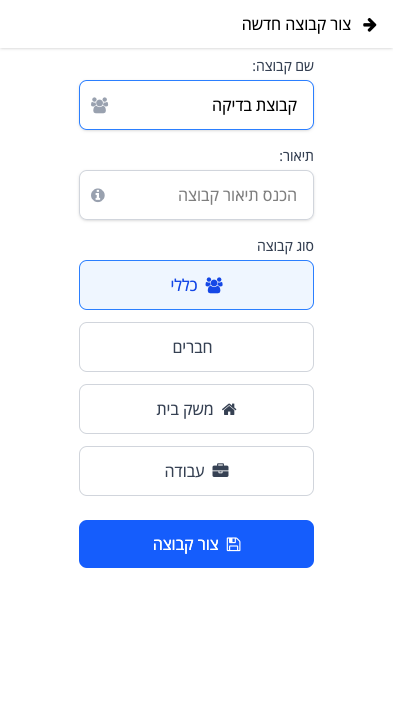 צור קבוצה חדשה
שם קבוצה:
קבוצת בדיקה
תיאור:
הכנס תיאור קבוצה
סוג קבוצה
כללי
חברים
משק בית
עבודה
צור קבוצה